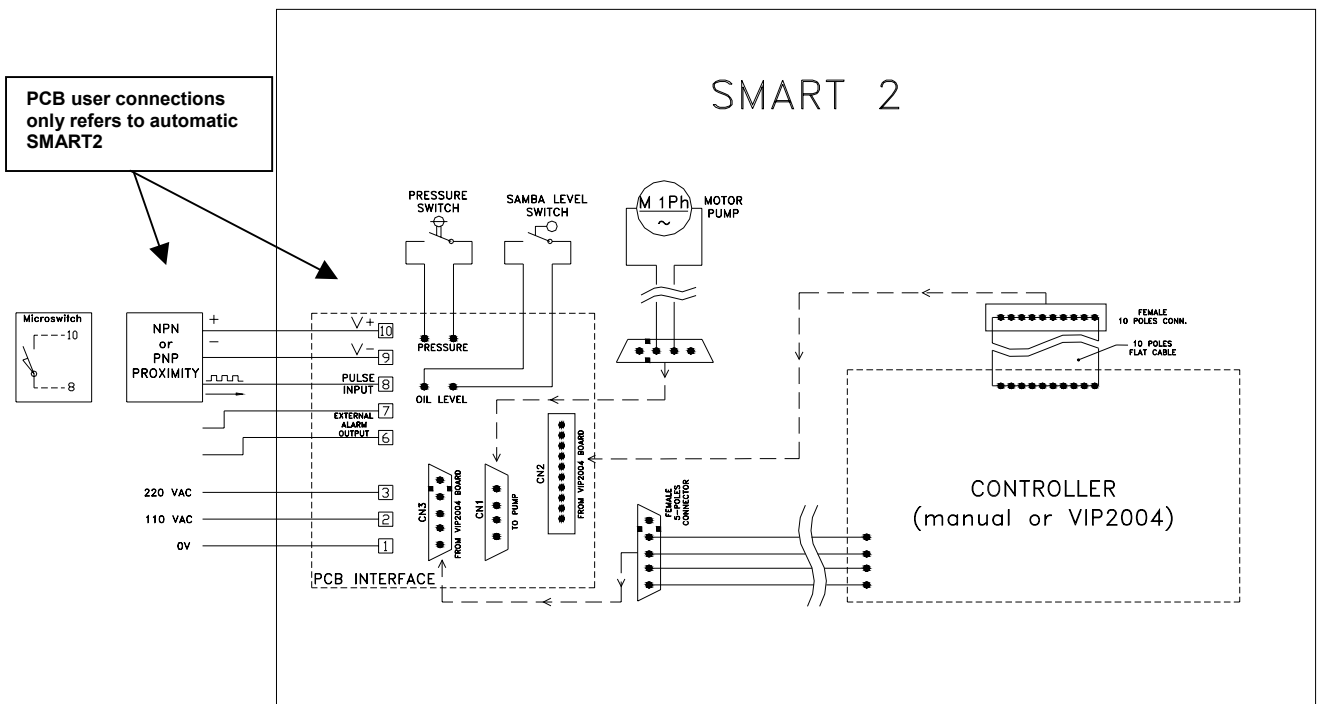 PCB user connections
only refers to automatic
SMART2
SMART 2
PRESSURE
SWITCH
SAMBA LEVEL
SWITCH
M 1Ph
~
MOTOR
PUMP
Microswitch
10
8
NPN
or
PNP
PROXIMITY
+
-
V+
10
V-
9
PULSE
INPUT
8
EXTERNAL
ALARM
OUTPUT
7
6
PRESSURE
OIL LEVEL
220 VAC
3
110 VAC
2
0V
1
CN3
FROM VIP2004 BOARD
CN1
TO PUMP
CN2
FROM VIP2004 BOARD
PCB INTERFACE
FEMALE
5-POLES
CONNECTOR
FEMALE
10 POLES CONN.
10 POLES
FLAT CABLE
CONTROLLER
(manual or VIP2004)